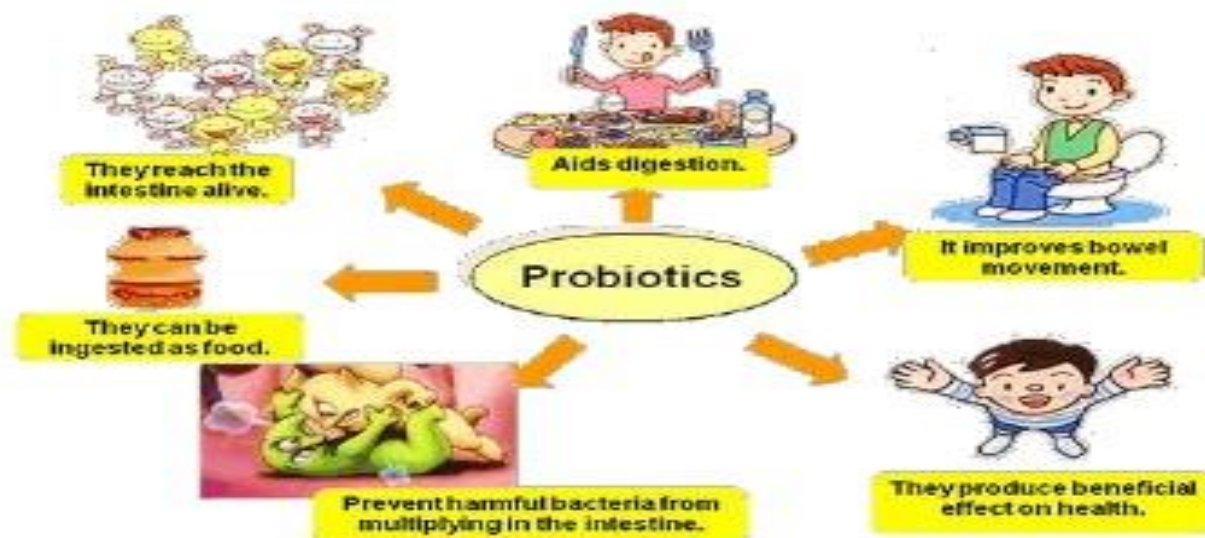 They reach the
intestine alive.
Aids digestion.
It improves bowel
movement.
Probiotics
They can be
ingested as food.
Prevent harmful bacteria from
multiplying in the intestine.
They produce beneficial
effect on health.